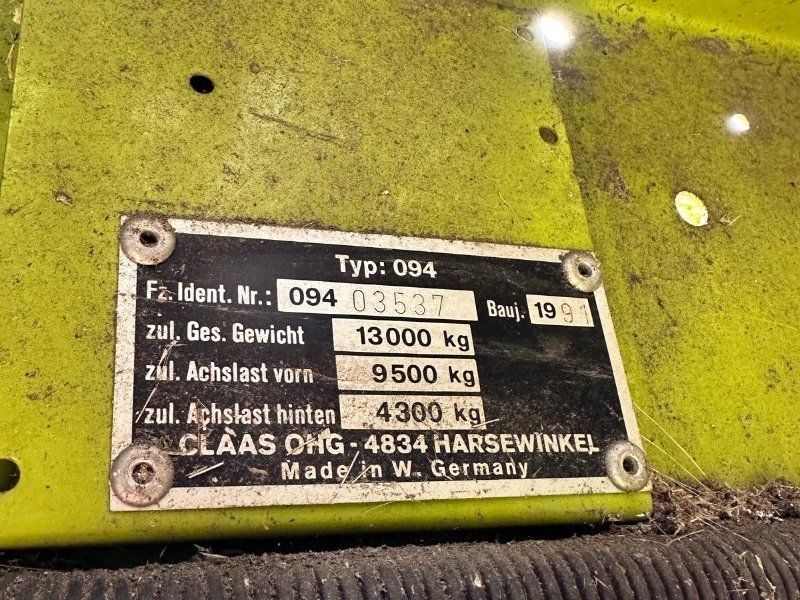 Typ: 094
Fz. Ident. Nr.: 094 03537 Bauj. 1991
zul. Ges. Gewicht 13000 kg
zul. Achslast vorn 9500 kg
zul. Achslast hinten 4300 kg
CLAAS OHG - 4834 HARSEWINKEL
Made in W. Germany